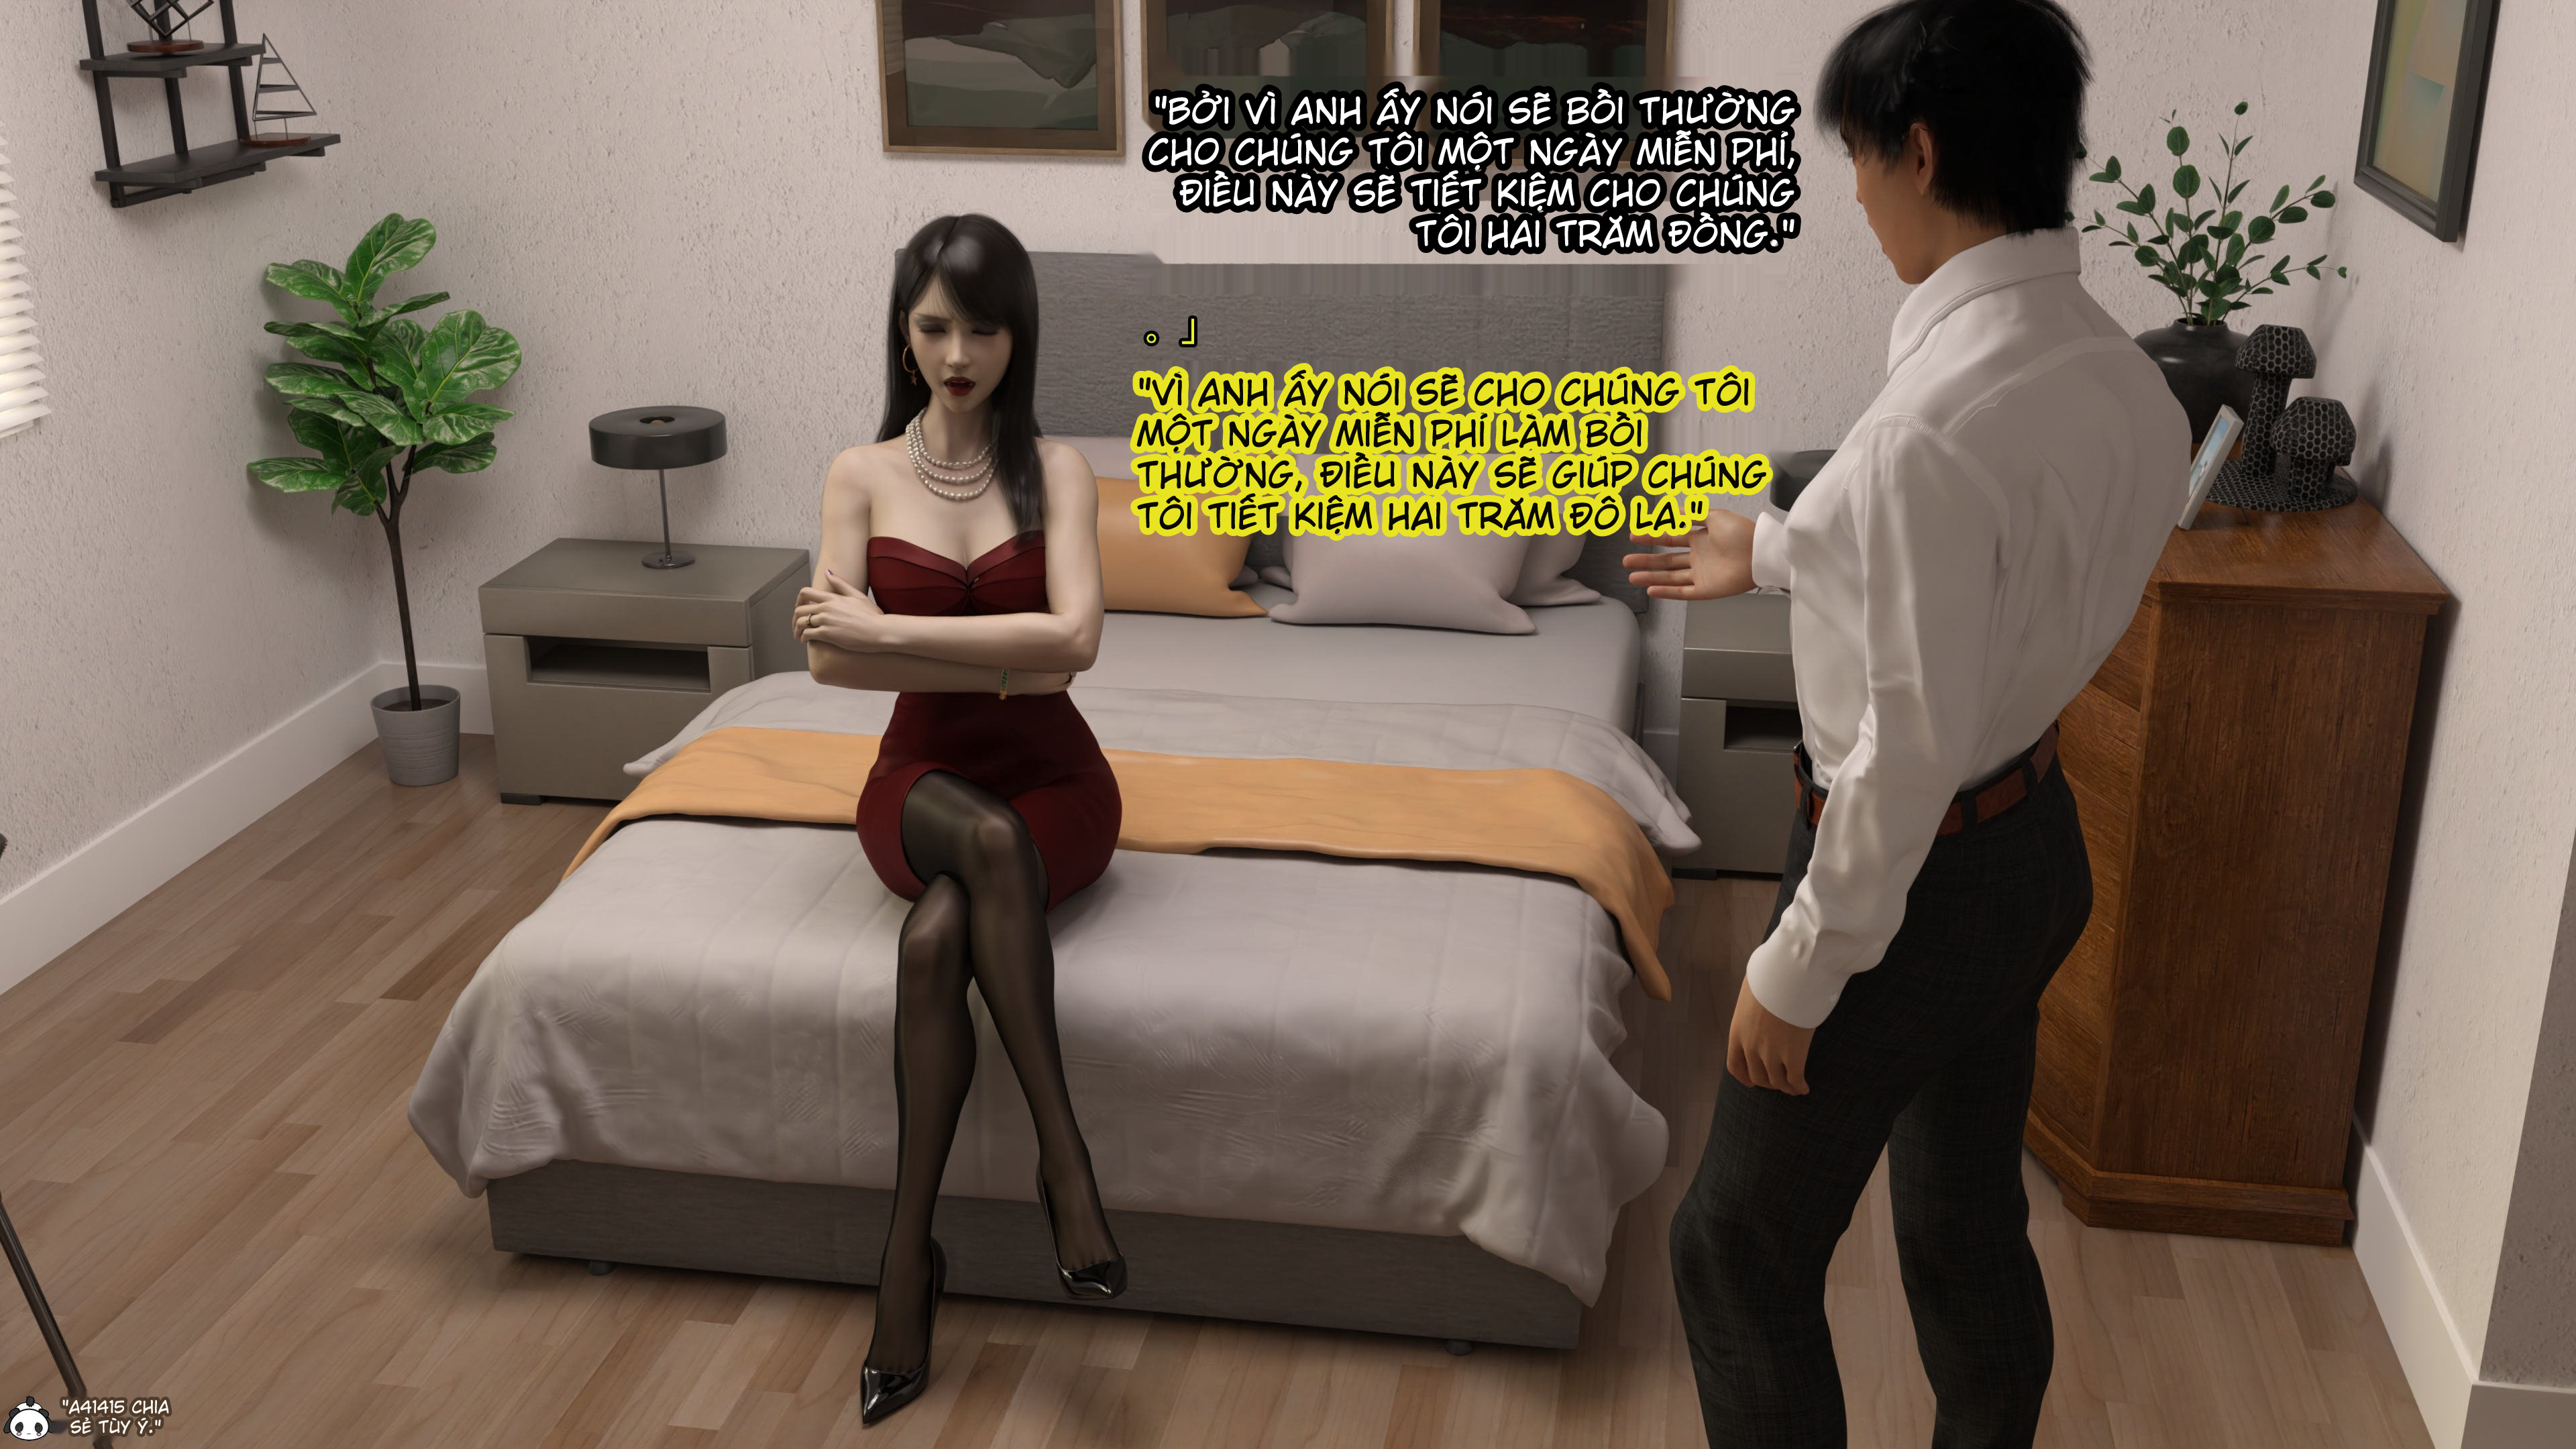 "BỞI VÌ ANH ẤY NÓI SẼ BỒI THƯỜNG
CHO CHÚNG TÔI MỘT NGÀY MIỄN PHÍ,
ĐIỀU NÀY SẼ TIẾT KIỆM CHO CHÚNG
TÔI HAI TRĂM ĐỒNG."
。」
"VÌ ANH ẤY NÓI SẼ CHO CHÚNG TÔI
MỘT NGÀY MIỄN PHÍ LÀM BỒI
THƯỜNG, ĐIỀU NÀY SẼ GIÚP CHÚNG
TÔI TIẾT KIỆM HAI TRĂM ĐÔ LA."
"A41415 CHIA
SẺ TÙY Ý."